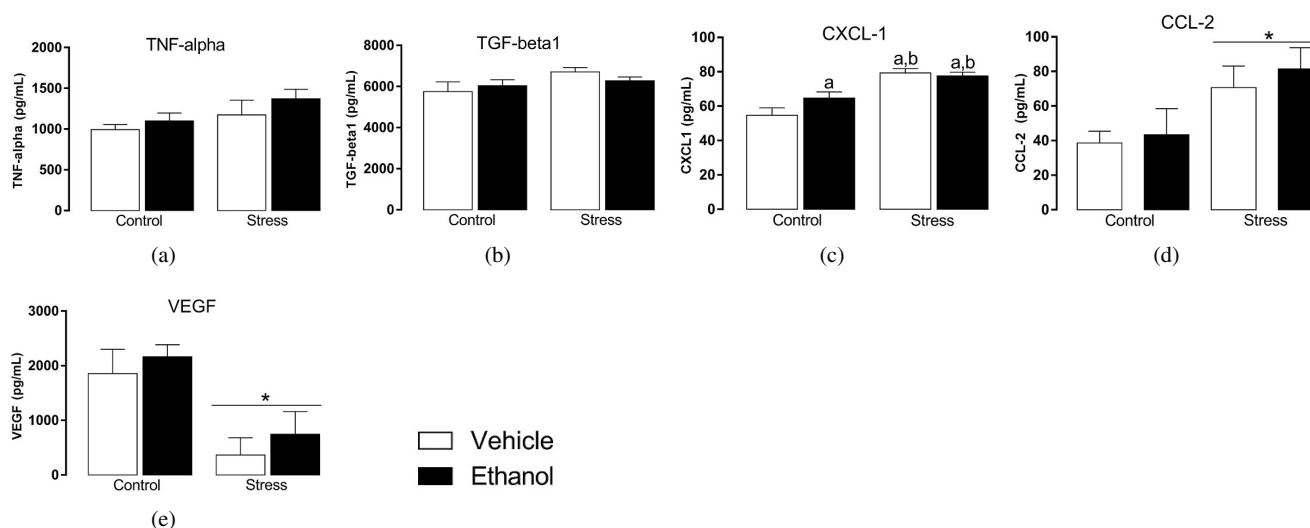 TNF-alpha
TNF-alpha (pg/mL)
2000
1500
1000
500
0
Control
Stress
(a)
TGF-beta1
TGF-beta1 (pg/mL)
8000
6000
4000
2000
0
Control
Stress
(b)
CXCL-1
CXCL1 (pg/mL)
100
80
60
40
20
0
a
a,b
a,b
Control
Stress
(c)
CCL-2
CCL-2 (pg/mL)
100
80
60
40
20
0
*
Control
Stress
(d)
VEGF
VEGF (pg/mL)
3000
2000
1000
0
*
Control
Stress
(e)
Vehicle
Ethanol